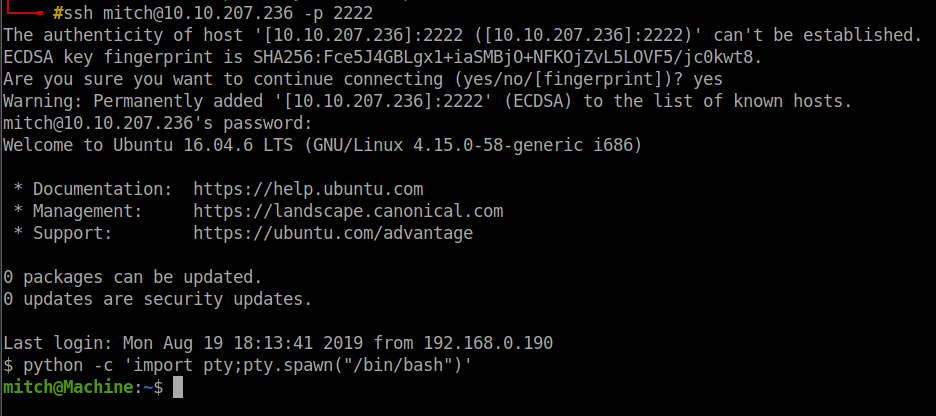 #ssh mitch@10.10.207.236 -p 2222
The authenticity of host '[10.10.207.236]:2222 ([10.10.207.236]:2222)' can't be established.
ECDSA key fingerprint is SHA256:Fce5J4GBLgx1+iaSMBjO+NFKOjZvL5LOVF5/jc0kwt8.
Are you sure you want to continue connecting (yes/no/[fingerprint])? yes
Warning: Permanently added '[10.10.207.236]:2222' (ECDSA) to the list of known hosts.
mitch@10.10.207.236's password:
Welcome to Ubuntu 16.04.6 LTS (GNU/Linux 4.15.0-58-generic i686)
* Documentation:  https://help.ubuntu.com
* Management:     https://landscape.canonical.com
* Support:        https://ubuntu.com/advantage
0 packages can be updated.
0 updates are security updates.
Last login: Mon Aug 19 18:13:41 2019 from 192.168.0.190
$ python -c 'import pty;pty.spawn("/bin/bash")'
mitch@Machine:~$